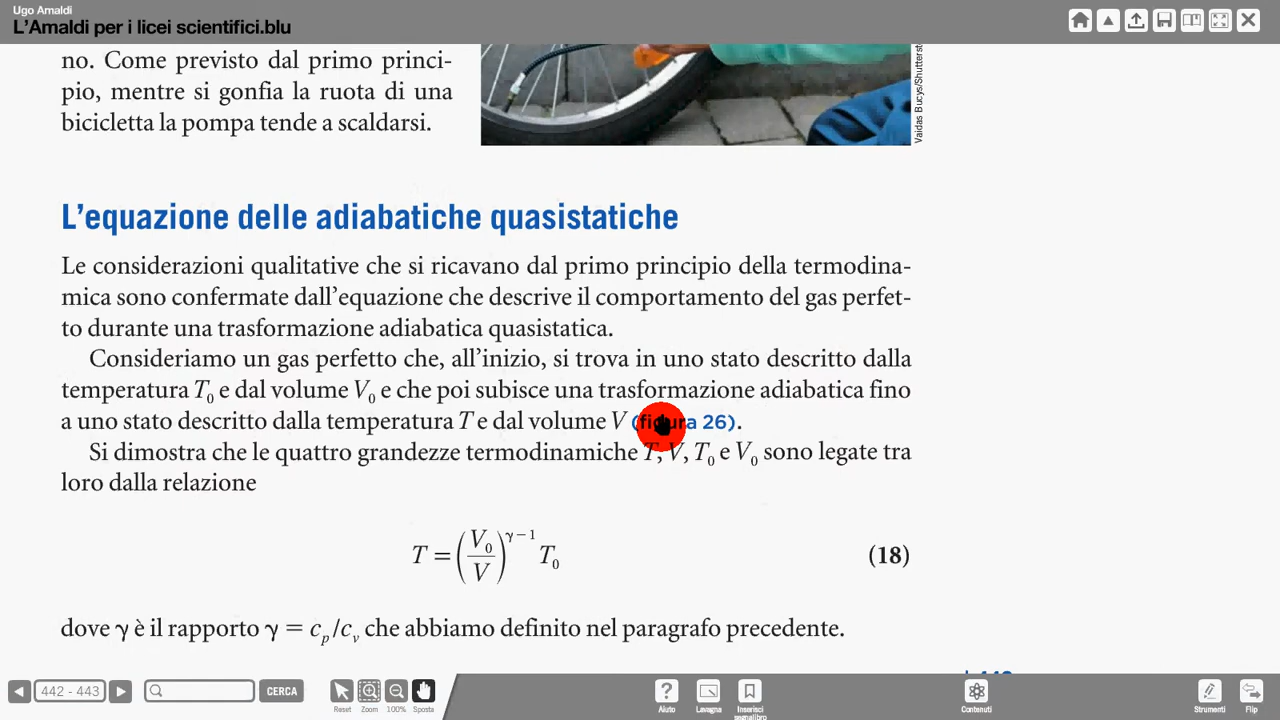 Ugo Amaldi
L'Amaldi per i licei scientifici.blu
no. Come previsto dal primo princi-
pio, mentre si gonfia la ruota di una
bicicletta la pompa tende a scaldarsi.
L'equazione delle adiabatiche quasistatiche
Le considerazioni qualitative che si ricavano dal primo principio della termodina-
mica sono confermate dall'equazione che descrive il comportamento del gas perfet-
to durante una trasformazione adiabatica quasistatica.
Consideriamo un gas perfetto che, all'inizio, si trova in uno stato descritto dalla
temperatura T₀ e dal volume V₀ e che poi subisce una trasformazione adiabatica fino
a uno stato descritto dalla temperatura T e dal volume V (figura 26).
Si dimostra che le quattro grandezze termodinamiche T, V, T₀ e V₀ sono legate tra
loro dalla relazione
T = (V₀/V)^(γ−1) T₀ (18)
dove γ è il rapporto γ = cₚ/cᵥ che abbiamo definito nel paragrafo precedente.
442 - 443
CERCA
Reset Zoom 100% Sposta
Aiuto Lavagna Inserisci segnalibro
Contenuti
Strumenti Flip